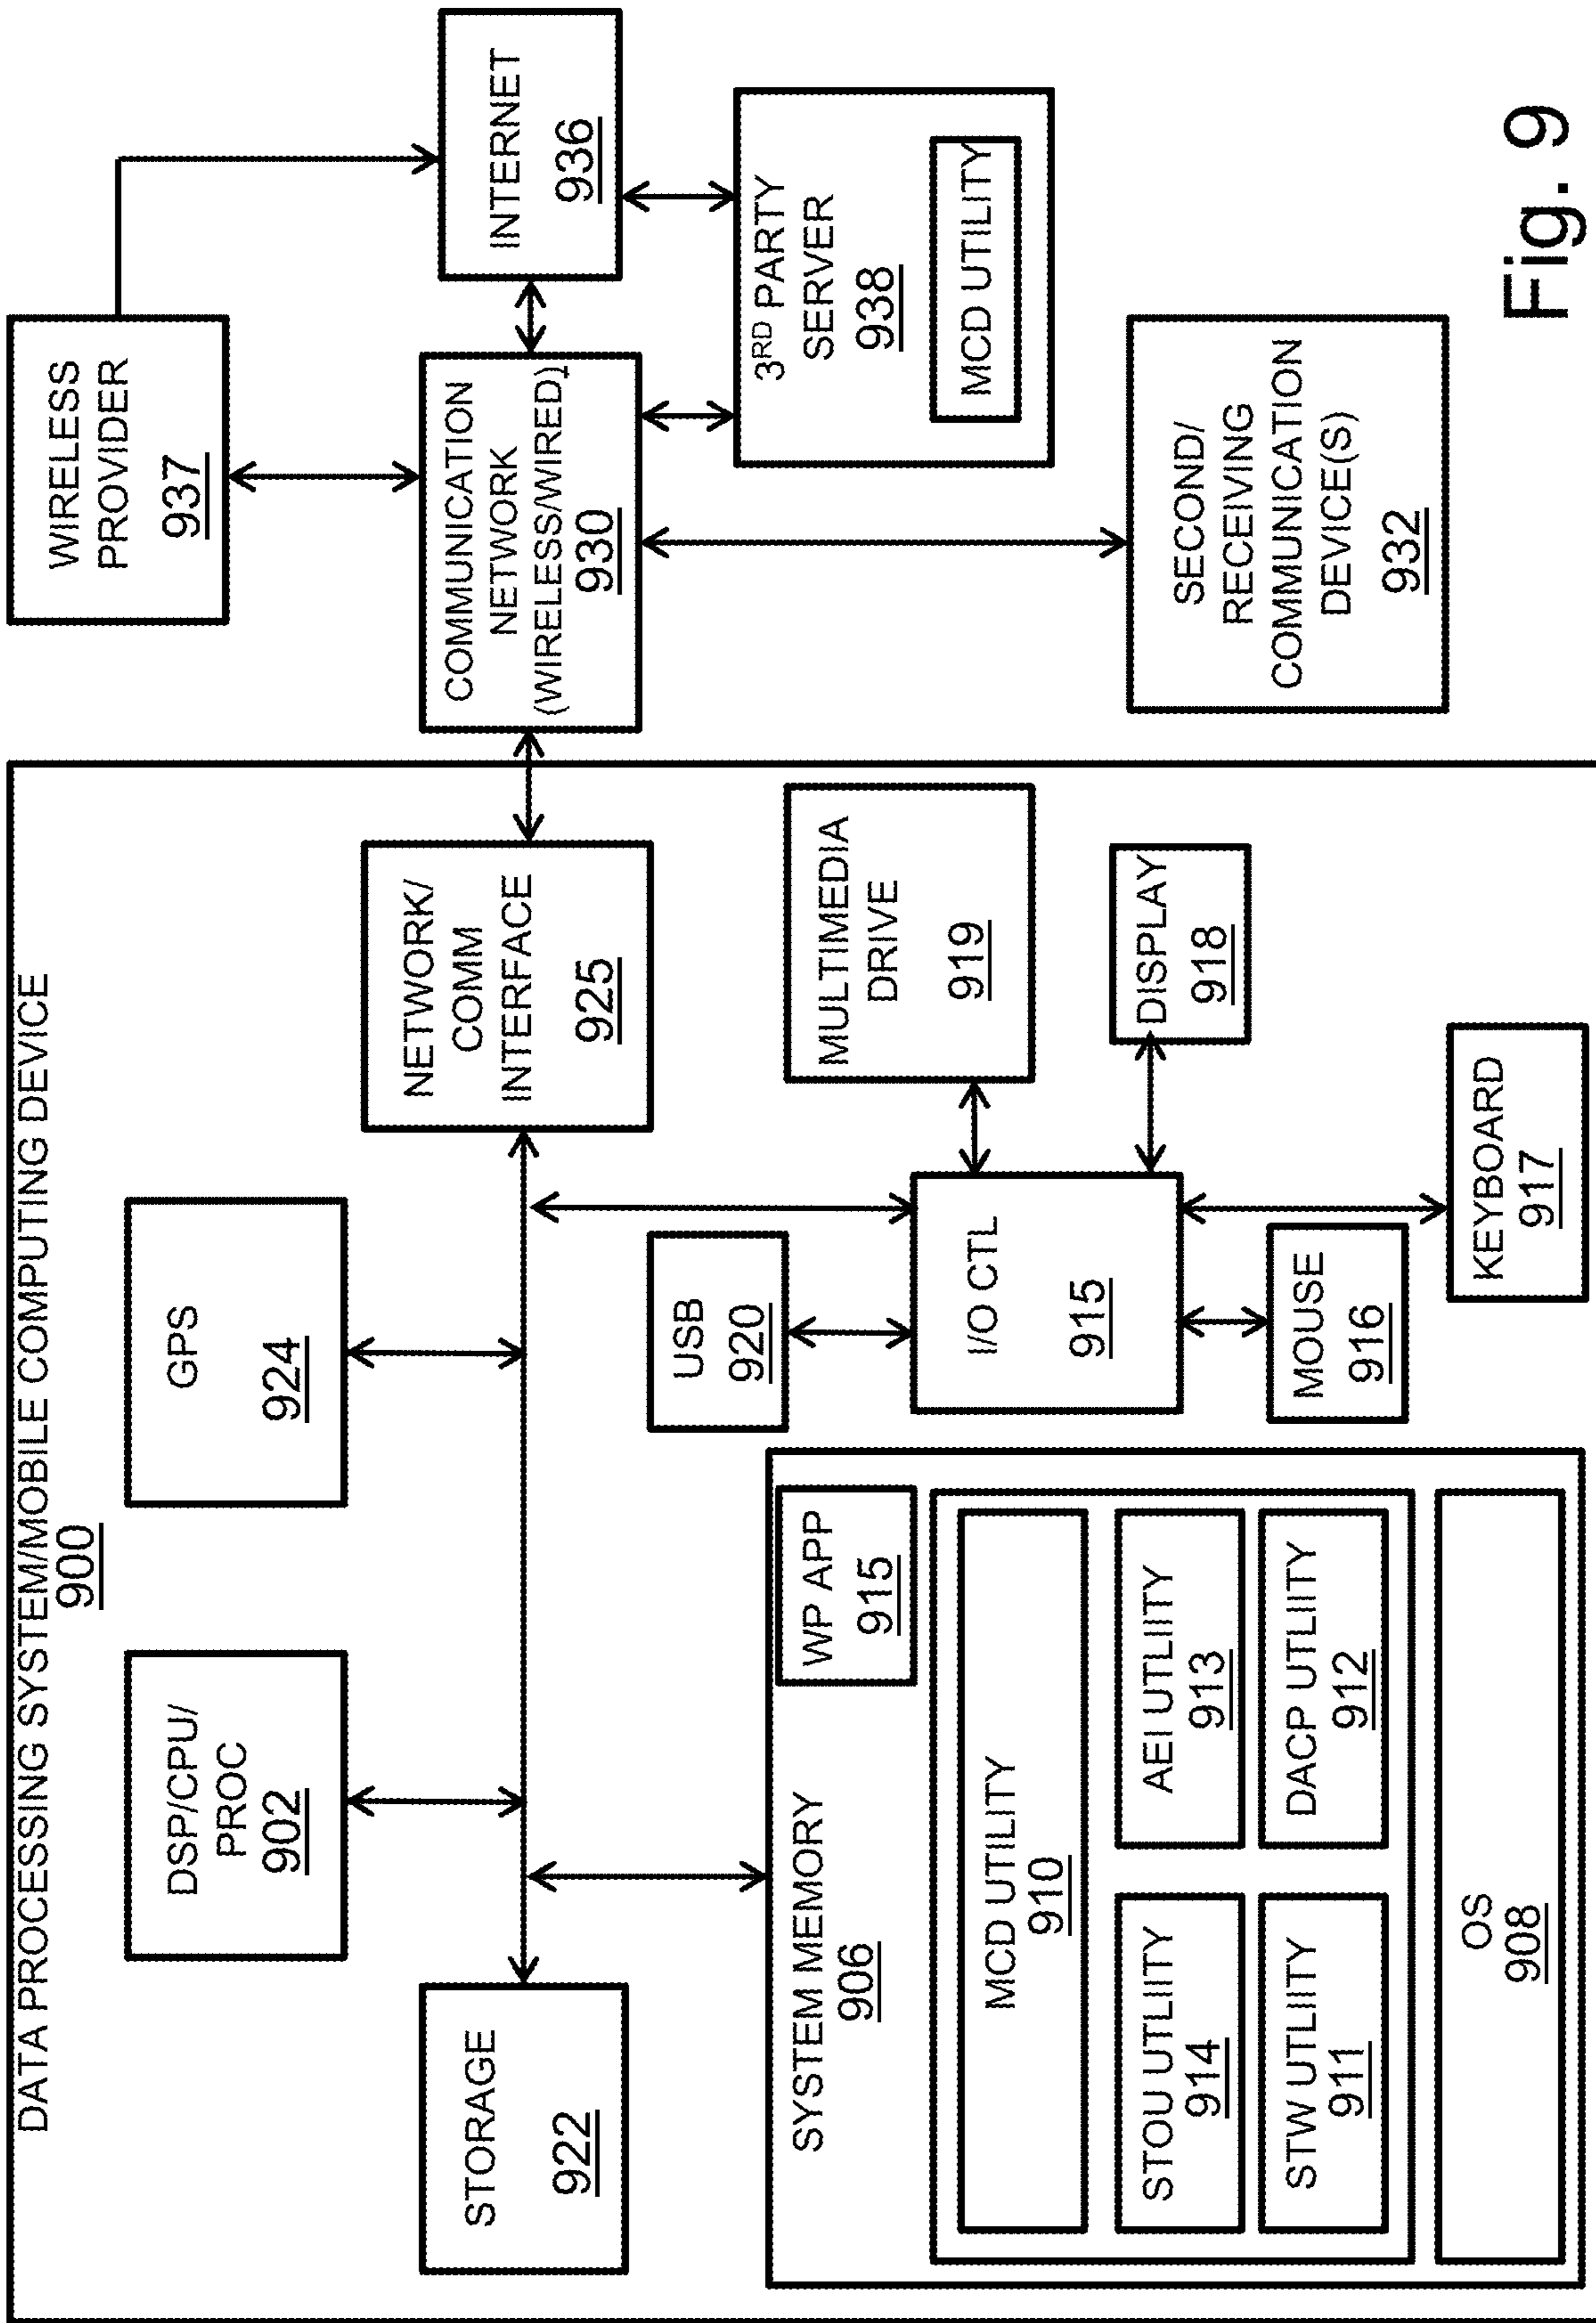 DATA PROCESSING SYSTEM/MOBILE COMPUTING DEVICE
900
DSP/CPU/
PROC
902
GPS
924
STORAGE
922
NETWORK/
COMM
INTERFACE
925
SYSTEM MEMORY
906
WP APP
915
MCD UTILITY
910
STOU UTLIITY
914
AEI UTLIITY
913
STW UTLIITY
911
DACP UTLIITY
912
OS
908
USB
920
I/O CTL
915
MOUSE
916
KEYBOARD
917
MULTIMEDIA
DRIVE
919
DISPLAY
918
WIRELESS
PROVIDER
937
COMMUNICATION
NETWORK
(WIRELESS/WIRED)
930
INTERNET
936
3RD PARTY
SERVER
938
MCD UTILITY
SECOND/
RECEIVING
COMMUNICATION
DEVICE(S)
932
Fig. 9